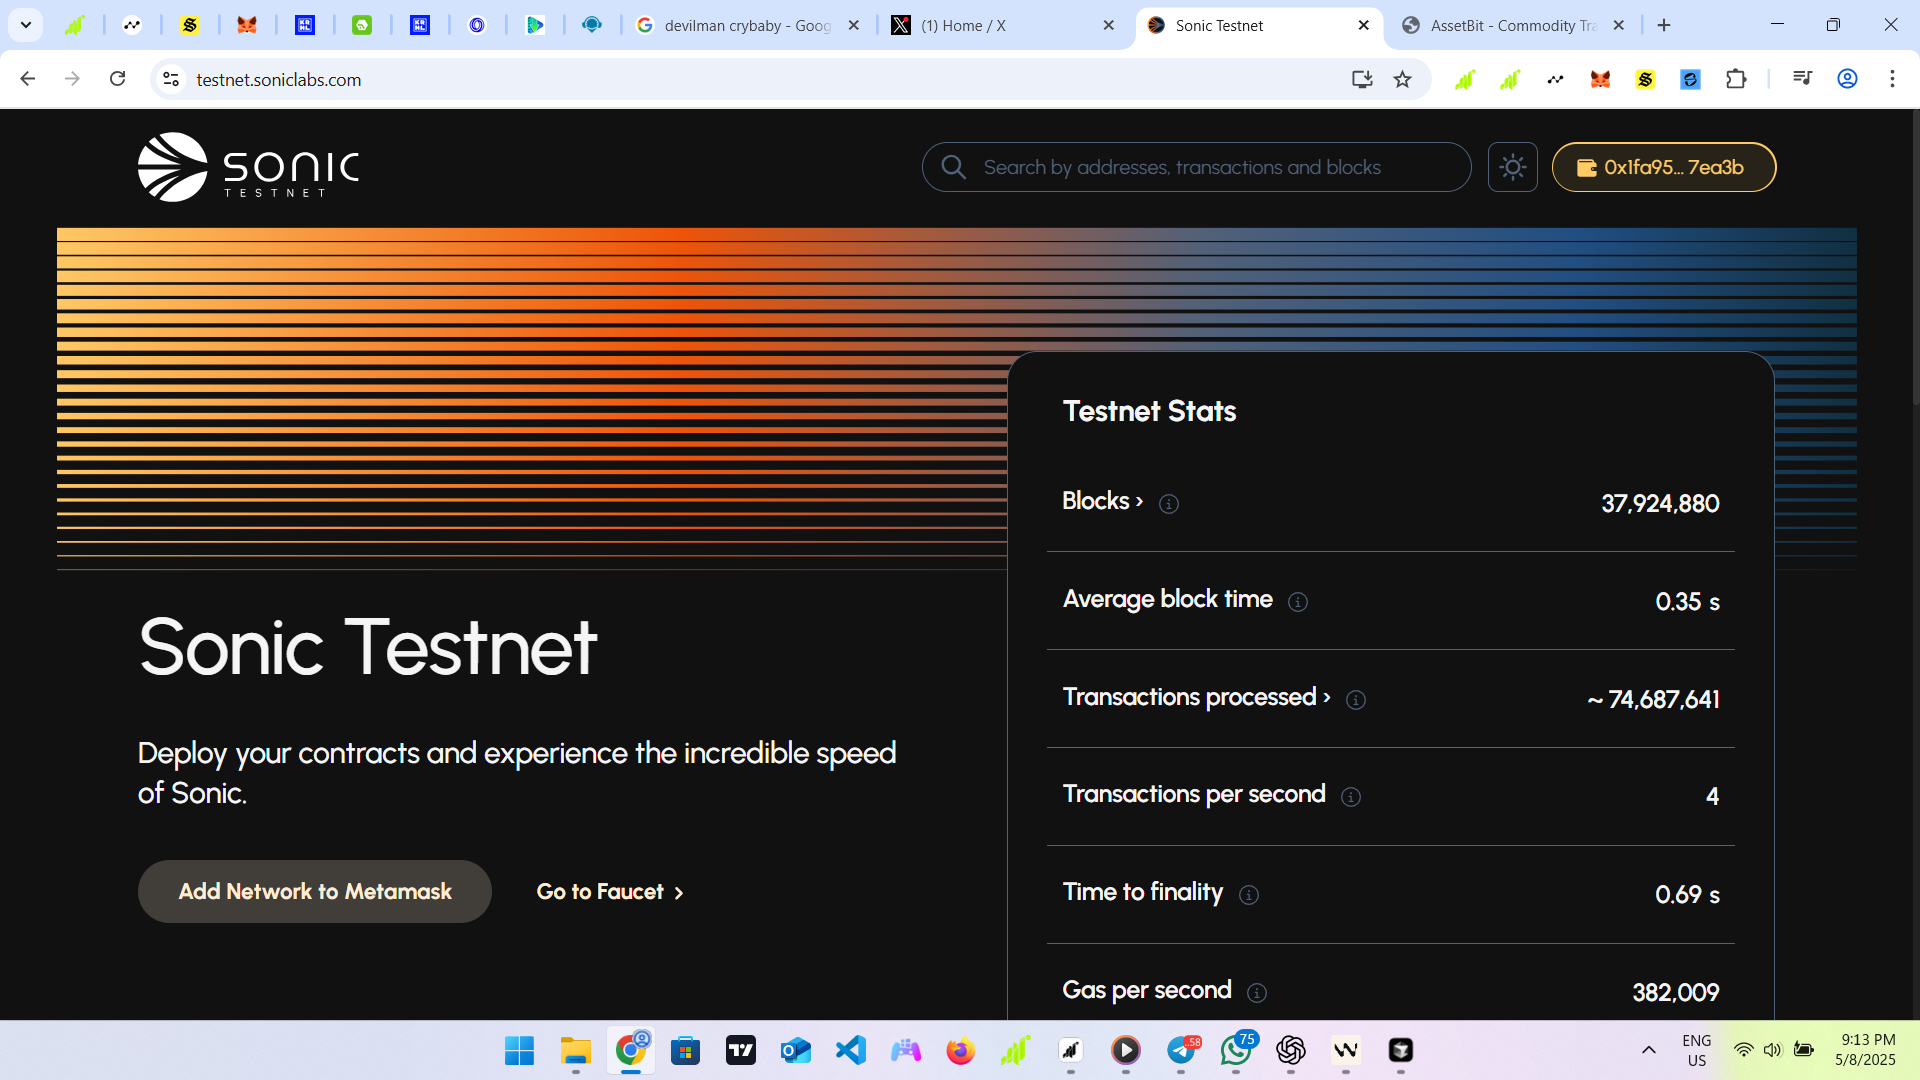 devilman crybaby - Goog
(1) Home / X
Sonic Testnet
AssetBit - Commodity Tra
testnet.soniclabs.com
SONIC
TESTNET
Search by addresses, transactions and blocks
0x1fa95... 7ea3b
Testnet Stats
Blocks ›
37,924,880
Average block time
0.35 s
Transactions processed ›
~ 74,687,641
Transactions per second
4
Time to finality
0.69 s
Gas per second
382,009
Sonic Testnet
Deploy your contracts and experience the incredible speed
of Sonic.
Add Network to Metamask
Go to Faucet ›
75
ENG
US
9:13 PM
5/8/2025